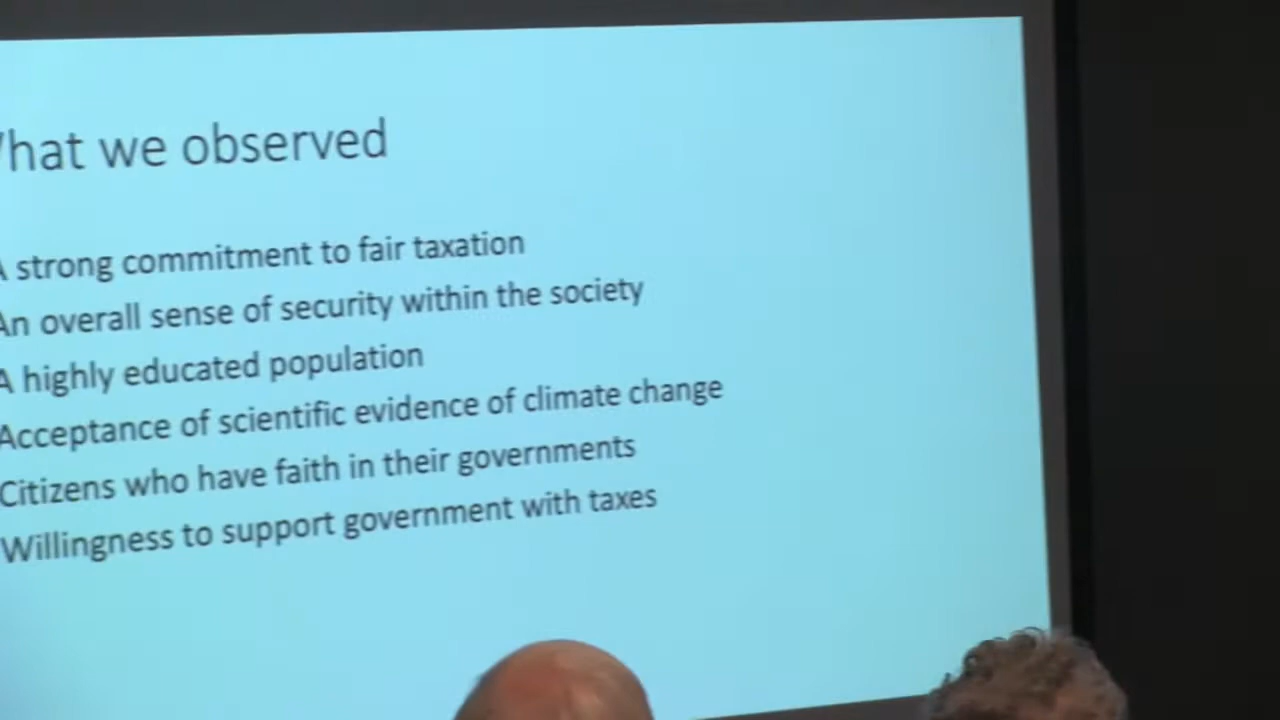 What we observed
A strong commitment to fair taxation
An overall sense of security within the society
A highly educated population
Acceptance of scientific evidence of climate change
Citizens who have faith in their governments
Willingness to support government with taxes